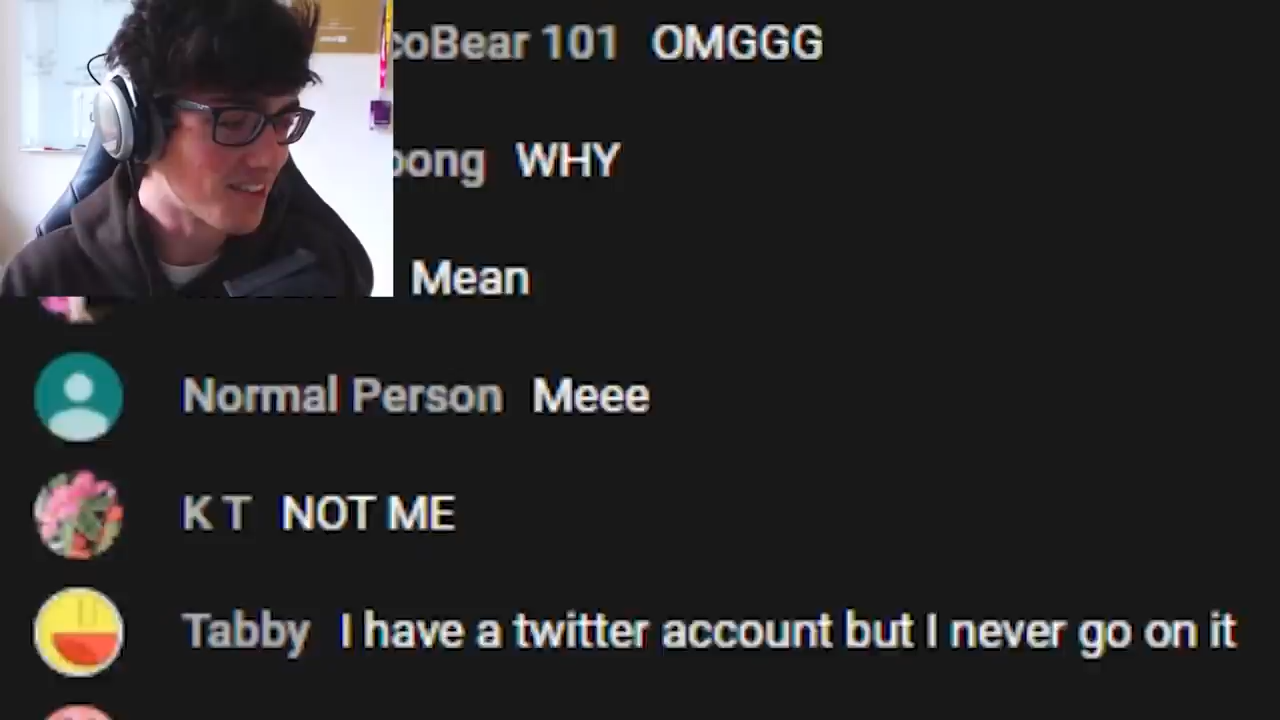 coBear 101 OMGGG
oong WHY
Mean
Normal Person Meee
K T NOT ME
Tabby I have a twitter account but I never go on it